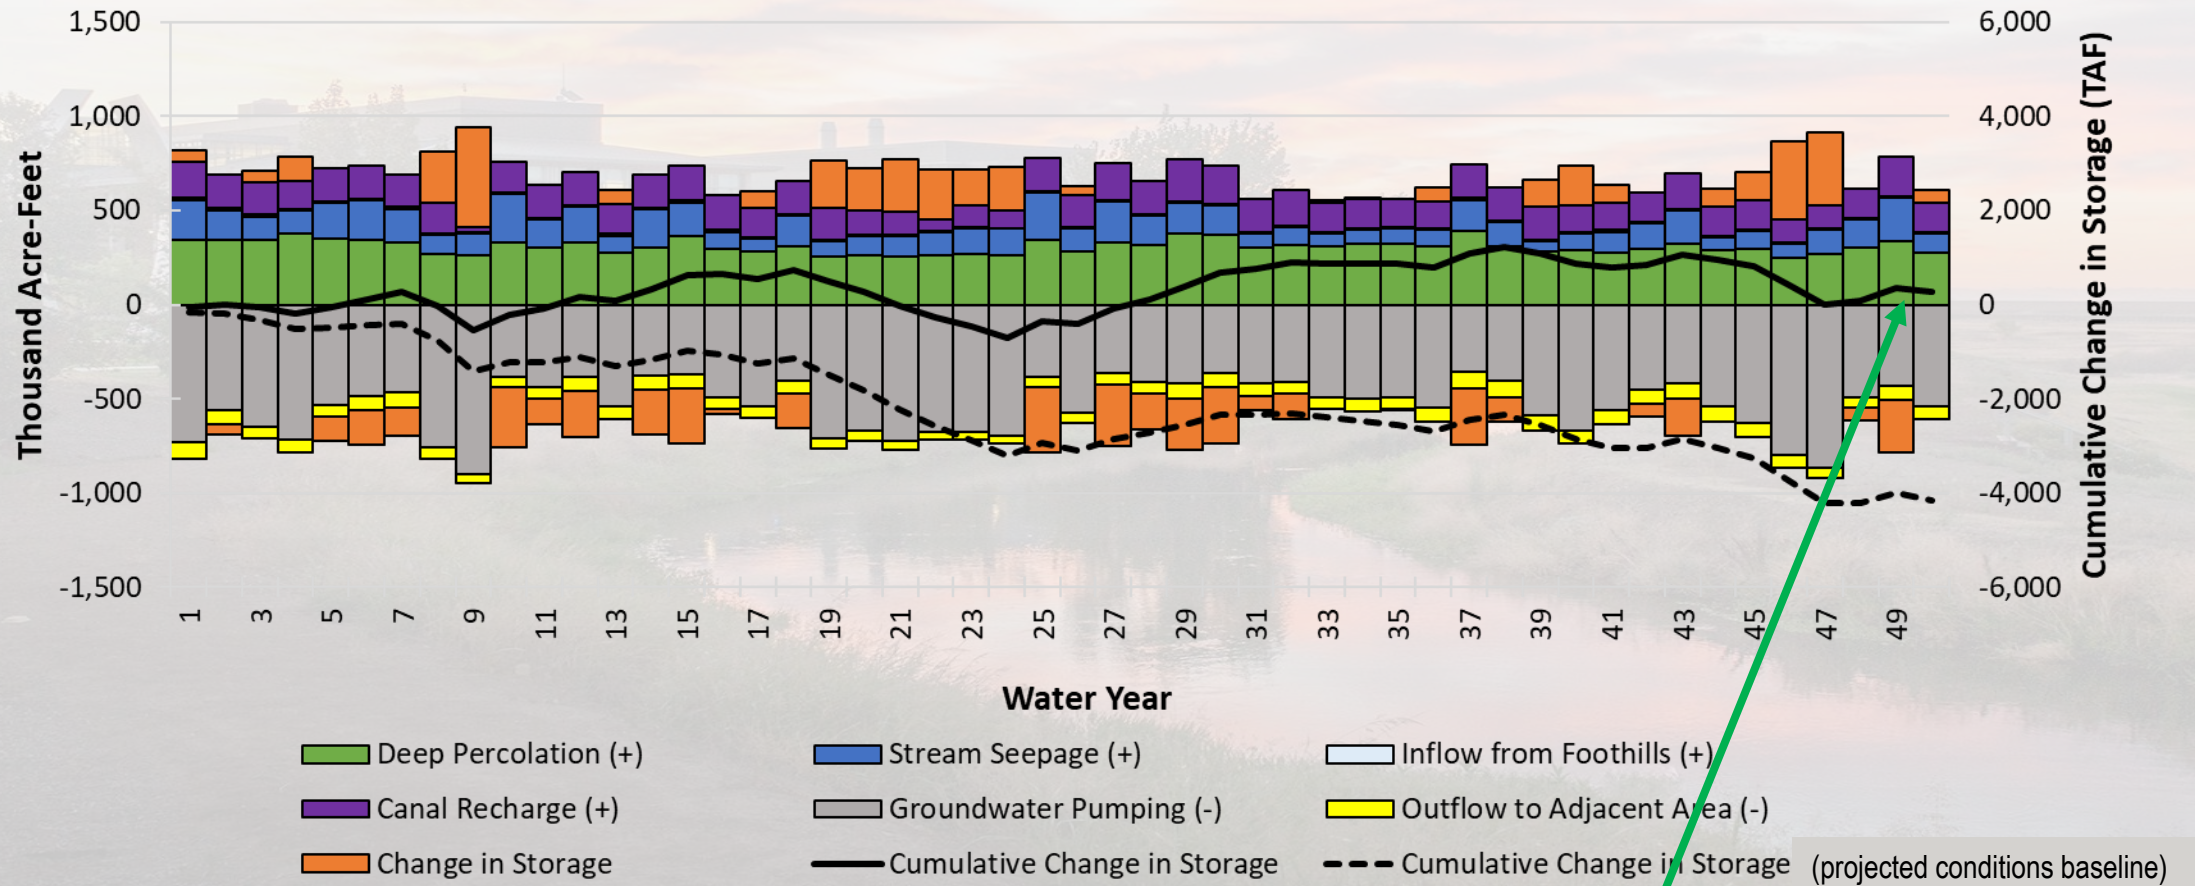 1,500
1,000
500
0
-500
-1,000
-1,500
Thousand Acre-Feet
6,000
4,000
2,000
0
-2,000
-4,000
-6,000
Cumulative Change in Storage (TAF)
1 3 5 7 9 11 13 15 17 19 21 23 25 27 29 31 33 35 37 39 41 43 45 47 49
Water Year
Deep Percolation (+) Stream Seepage (+) Inflow from Foothills (+)
Canal Recharge (+) Groundwater Pumping (-) Outflow to Adjacent Area (-)
Change in Storage Cumulative Change in Storage Cumulative Change in Storage (projected conditions baseline)